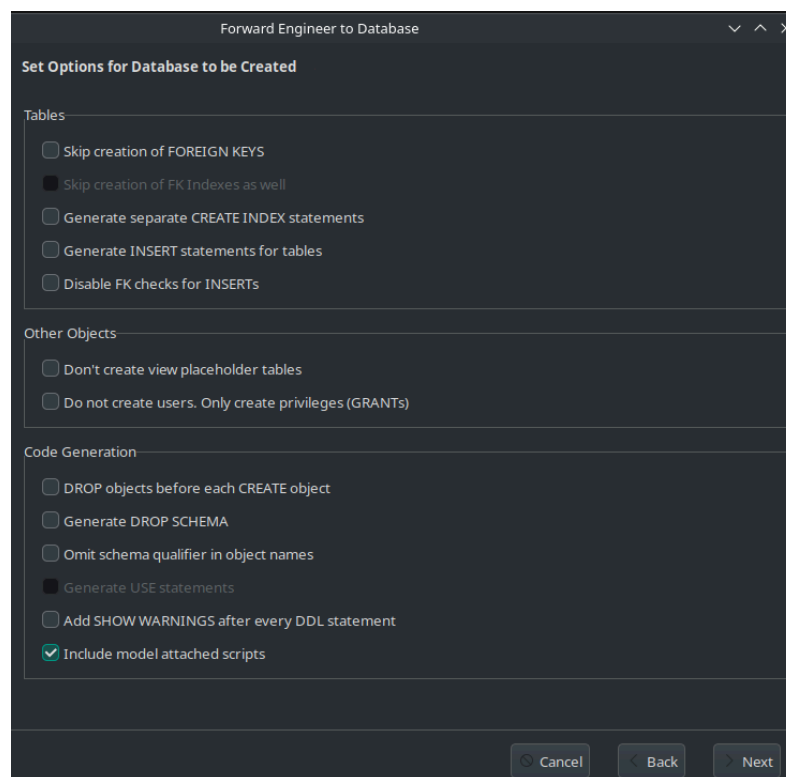 Forward Engineer to Database
Set Options for Database to be Created
Tables
Skip creation of FOREIGN KEYS
Skip creation of FK Indexes as well
Generate separate CREATE INDEX statements
Generate INSERT statements for tables
Disable FK checks for INSERTs
Other Objects
Don't create view placeholder tables
Do not create users. Only create privileges (GRANTs)
Code Generation
DROP objects before each CREATE object
Generate DROP SCHEMA
Omit schema qualifier in object names
Generate USE statements
Add SHOW WARNINGS after every DDL statement
Include model attached scripts
Cancel Back Next